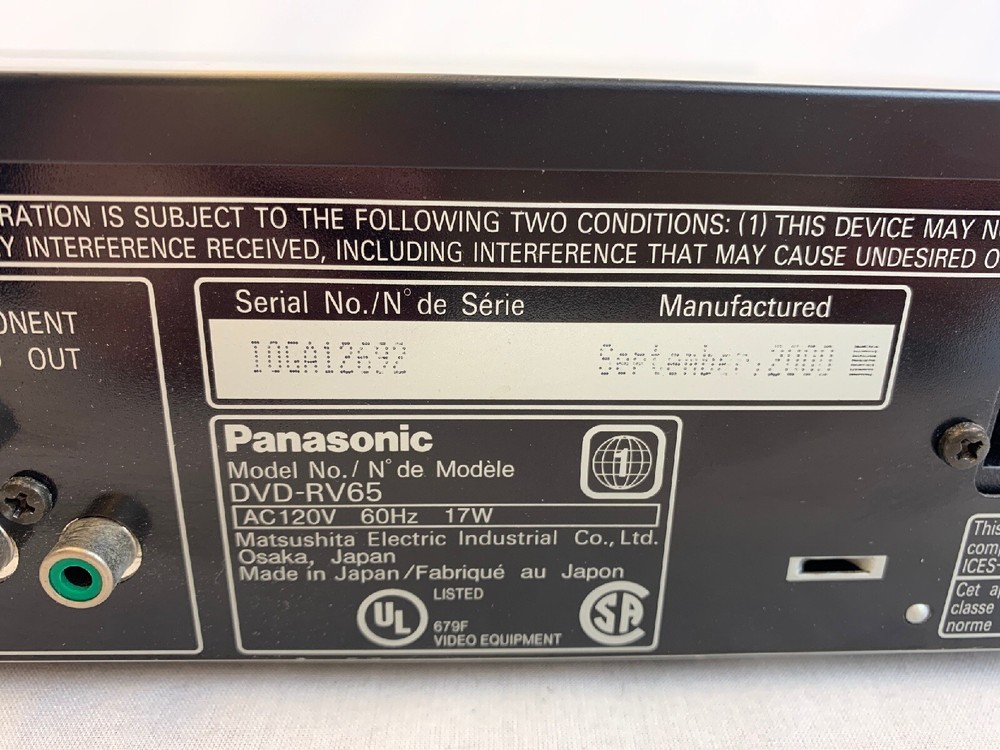 RATION IS SUBJECT TO THE FOLLOWING TWO CONDITIONS: (1) THIS DEVICE MAY N
Y INTERFERENCE RECEIVED, INCLUDING INTERFERENCE THAT MAY CAUSE UNDESIRED O
ONENT
OUT
Serial No./N° de Série Manufactured
September.2000
Panasonic
1
Model No./ N° de Modèle
DVD-RV65
AC120V 60Hz 17W
Matsushita Electric Industrial Co., Ltd.
Osaka, Japan
Made in Japan/Fabriqué au Japon
UL
LISTED
679F
VIDEO EQUIPMENT
SA
This
com
ICES-
Cet a
classe
norme